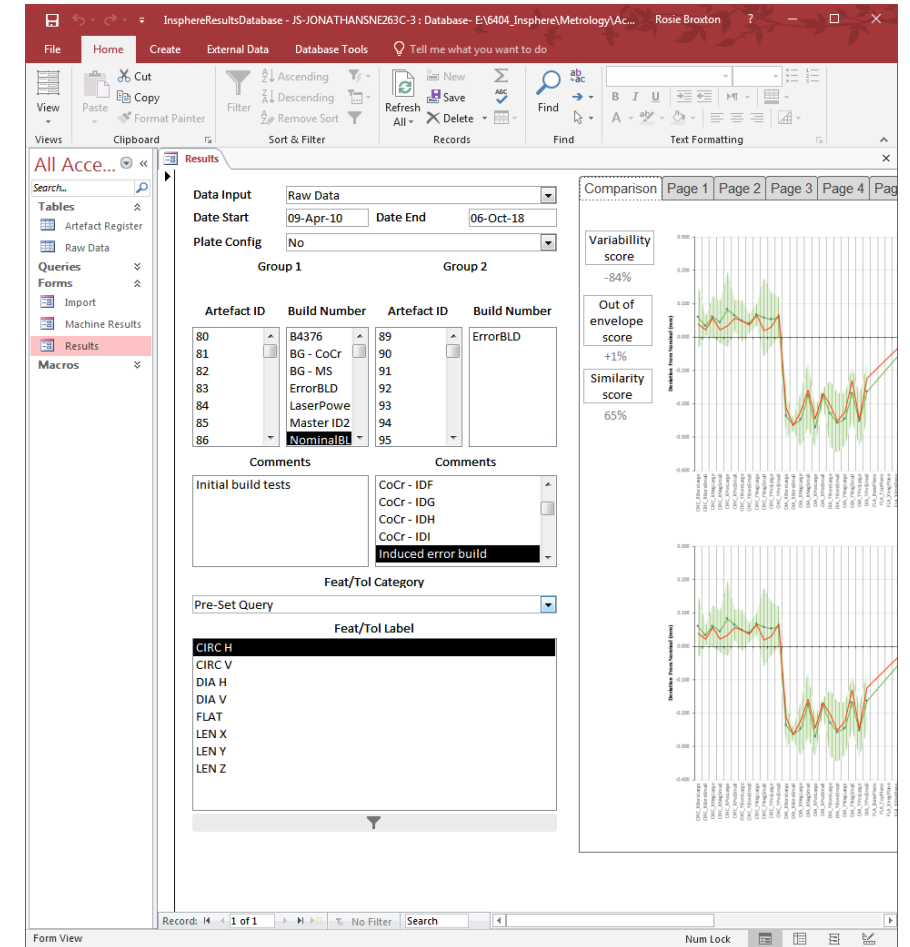 InsphereResultsDatabase - JS-JONATHANSNE263C-3 : Database- E:\6404_Insphere\Metrology\Ac...
Rosie Broxton
?
File
Home
Create
External Data
Database Tools
Tell me what you want to do
View
Paste
Cut
Copy
Format Painter
Filter
Ascending
Descending
Remove Sort
Refresh
All
New
Save
Delete
Find
B I U
Views
Clipboard
Sort & Filter
Records
Find
Text Formatting
All Acce...
Search...
Tables
Artefact Register
Raw Data
Queries
Forms
Import
Machine Results
Results
Macros
Results
Data Input
Raw Data
Date Start
09-Apr-10
Date End
06-Oct-18
Plate Config
No
Group 1
Group 2
Artefact ID
Build Number
Artefact ID
Build Number
80
81
82
83
84
85
86
B4376
BG - CoCr
BG - MS
ErrorBLD
LaserPowe
Master ID2
NominalBL
89
90
91
92
93
94
95
ErrorBLD
Comments
Comments
Initial build tests
CoCr - IDF
CoCr - IDG
CoCr - IDH
CoCr - IDI
Induced error build
Feat/Tol Category
Pre-Set Query
Feat/Tol Label
CIRC H
CIRC V
DIA H
DIA V
FLAT
LEN X
LEN Y
LEN Z
Comparison
Page 1
Page 2
Page 3
Page 4
Pag
Variabillity
score
-84%
Out of
envelope
score
+1%
Similarity
score
65%
Deviation From Nominal (mm)
Deviation From Nominal (mm)
Record:
1 of 1
No Filter
Search
Form View
Num Lock